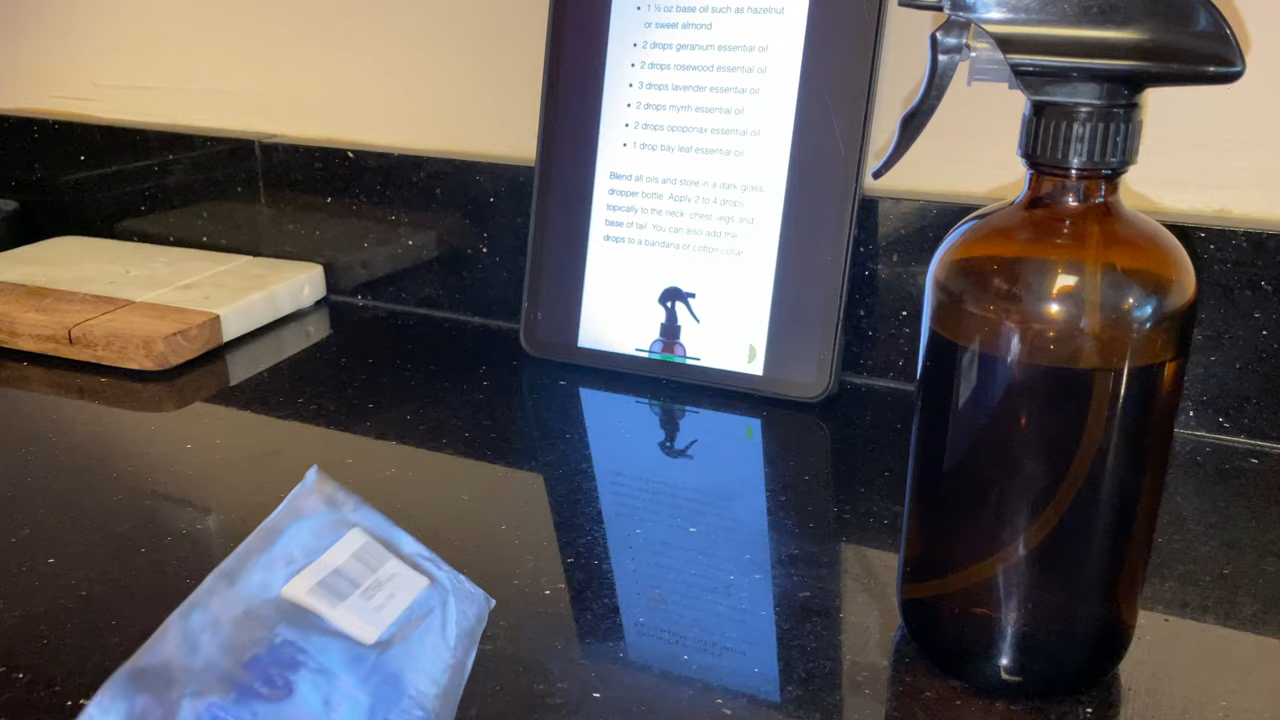 • 1 ½ oz base oil such as hazelnut
or sweet almond
• 2 drops geranium essential oil
• 2 drops rosewood essential oil
• 3 drops lavender essential oil
• 2 drops myrrh essential oil
• 2 drops opoponax essential oil
• 1 drop bay leaf essential oil
Blend all oils and store in a dark glass
dropper bottle. Apply 2 to 4 drops
topically to the neck, chest, legs and
base of tail. You can also add the
drops to a bandana or cotton collar.